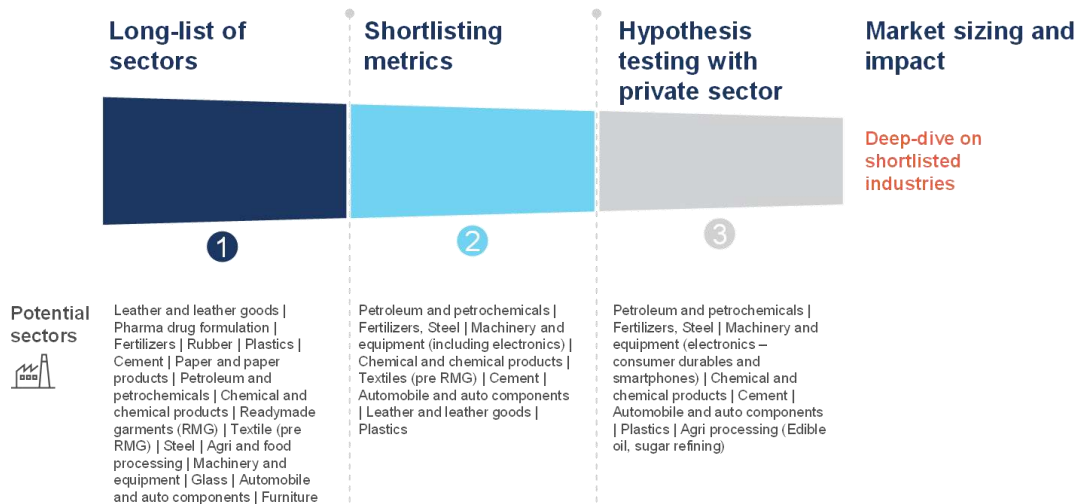 Long-list of
sectors
Shortlisting
metrics
Hypothesis
testing with
private sector
Market sizing and
impact
Deep-dive on
shortlisted
industries
1
2
3
Potential
sectors
Leather and leather goods |
Pharma drug formulation |
Fertilizers | Rubber | Plastics |
Cement | Paper and paper
products | Petroleum and
petrochemicals | Chemical and
chemical products | Readymade
garments (RMG) | Textile (pre
RMG) | Steel | Agri and food
processing | Machinery and
equipment | Glass | Automobile
and auto components | Furniture
Petroleum and petrochemicals |
Fertilizers, Steel | Machinery and
equipment (including electronics) |
Chemical and chemical products |
Textiles (pre RMG) | Cement |
Automobile and auto components
| Leather and leather goods |
Plastics
Petroleum and petrochemicals |
Fertilizers, Steel | Machinery and
equipment (electronics –
consumer durables and
smartphones) | Chemical and
chemical products | Cement |
Automobile and auto components
| Plastics | Agri processing (Edible
oil, sugar refining)